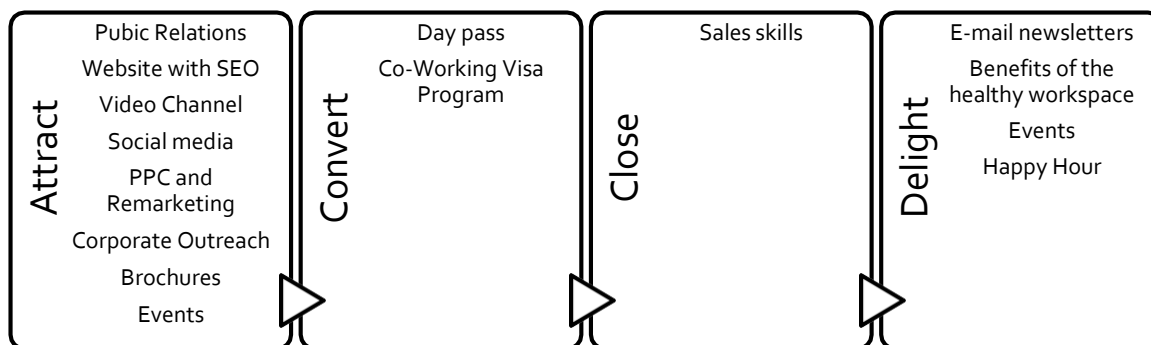 Attract
Pubic Relations
Website with SEO
Video Channel
Social media
PPC and
Remarketing
Corporate Outreach
Brochures
Events
Convert
Day pass
Co-Working Visa
Program
Close
Sales skills
Delight
E-mail newsletters
Benefits of the
healthy workspace
Events
Happy Hour